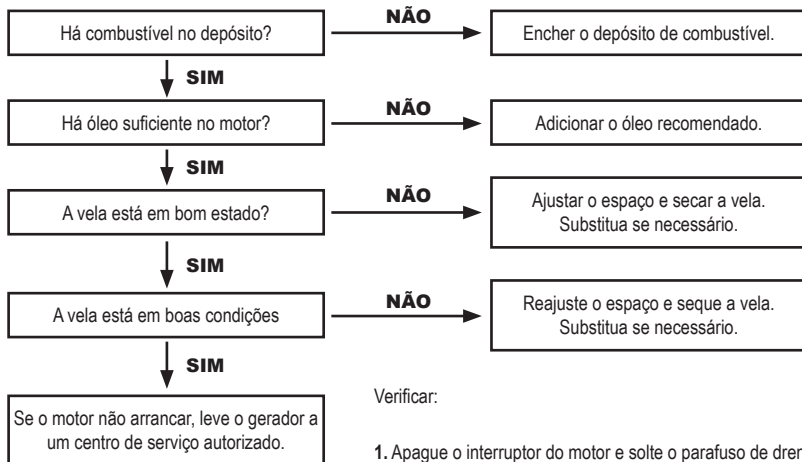 Há combustível no depósito?
NÃO
Encher o depósito de combustível.
SIM
Há óleo suficiente no motor?
NÃO
Adicionar o óleo recomendado.
SIM
A vela está em bom estado?
NÃO
Ajustar o espaço e secar a vela.
Substitua se necessário.
SIM
A vela está em boas condições
NÃO
Reajuste o espaço e seque a vela.
Substitua se necessário.
SIM
Se o motor não arrancar, leve o gerador a
um centro de serviço autorizado.
Verificar:
1. Apague o interruptor do motor e solte o parafuso de dren